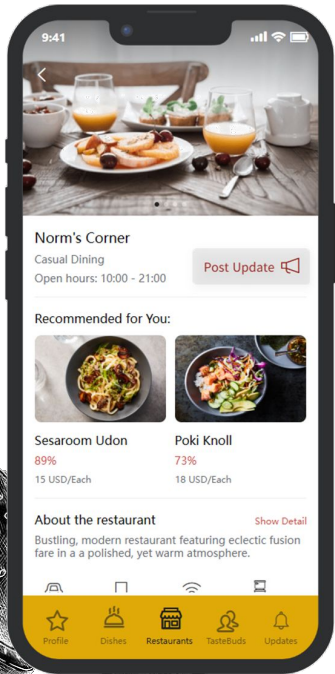 9:41
Norm's Corner
Casual Dining
Open hours: 10:00 - 21:00
Post Update
Recommended for You:
Sesaroom Udon
Poki Knoll
89%
73%
15 USD/Each
18 USD/Each
About the restaurant
Show Detail
Bustling, modern restaurant featuring eclectic fusion
fare in a a polished, yet warm atmosphere.
Profile
Dishes
Restaurants
TasteBuds
Updates